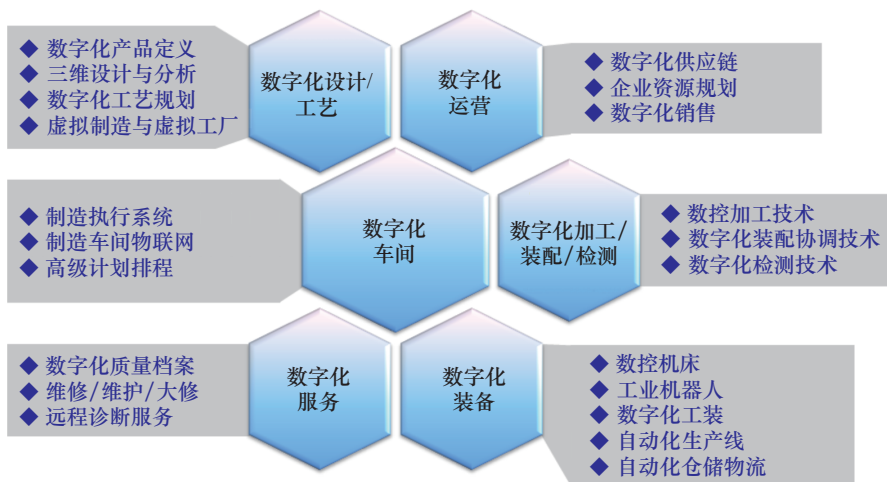 ◆ 数字化产品定义
◆ 三维设计与分析
◆ 数字化工艺规划
◆ 虚拟制造与虚拟工厂
数字化设计/
工艺
数字化
运营
◆ 数字化供应链
◆ 企业资源规划
◆ 数字化销售
◆ 制造执行系统
◆ 制造车间物联网
◆ 高级计划排程
数字化
车间
数字化加工/
装配/检测
◆ 数控加工技术
◆ 数字化装配协调技术
◆ 数字化检测技术
◆ 数字化质量档案
◆ 维修/维护/大修
◆ 远程诊断服务
数字化
服务
数字化
装备
◆ 数控机床
◆ 工业机器人
◆ 数字化工装
◆ 自动化生产线
◆ 自动化仓储物流